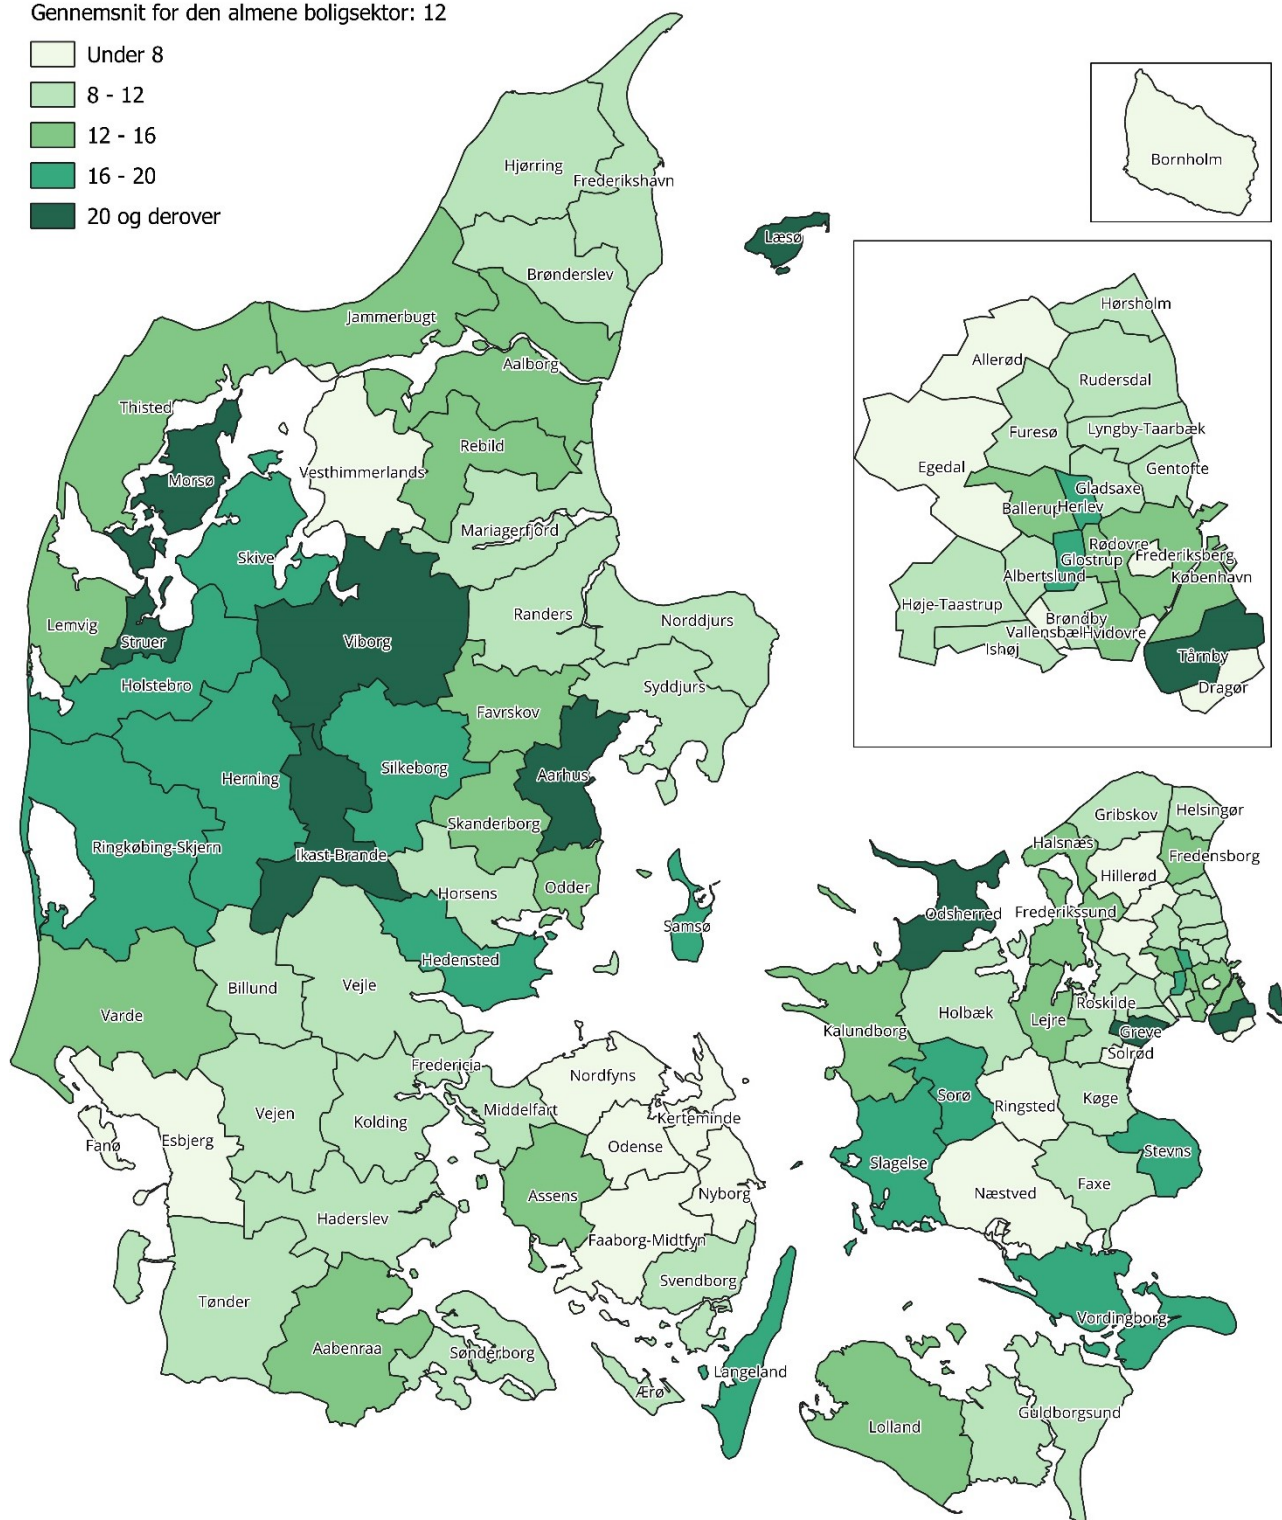 Gennemsnit for den almene boligsektor: 12
Under 8
8 - 12
12 - 16
16 - 20
20 og derover
Hjørring
Frederikshavn
Læsø
Brønderslev
Jammerbugt
Aalborg
Thisted
Rebild
Vesthimmerlands
Morsø
Mariagerfjord
Skive
Randers
Norddjurs
Lemvig
Struer
Viborg
Holstebro
Syddjurs
Favrskov
Herning
Silkeborg
Aarhus
Skanderborg
Ringkøbing-Skjern
Ikast-Brande
Horsens
Odder
Samsø
Hedensted
Billund
Vejle
Varde
Fredericia
Vejen
Kolding
Middelfart
Nordfyns
Kerteminde
Fanø
Esbjerg
Odense
Assens
Nyborg
Haderslev
Faaborg-Midtfyn
Svendborg
Tønder
Aabenraa
Sønderborg
Ærø
Langeland
Bornholm
Hørsholm
Allerød
Rudersdal
Furesø
Lyngby-Taarbæk
Egedal
Gentofte
Gladsaxe
Ballerup
Herlev
Rødovre
Glostrup
Frederiksberg
Albertslund
København
Høje-Taastrup
Brøndby
Vallensbæk
Hvidovre
Ishøj
Tårnby
Dragør
Gribskov
Helsingør
Halsnæs
Fredensborg
Hillerød
Odsherred
Frederikssund
Roskilde
Holbæk
Lejre
Kalundborg
Greve
Solrød
Sorø
Ringsted
Køge
Stevns
Slagelse
Næstved
Faxe
Vordingborg
Guldborgsund
Lolland